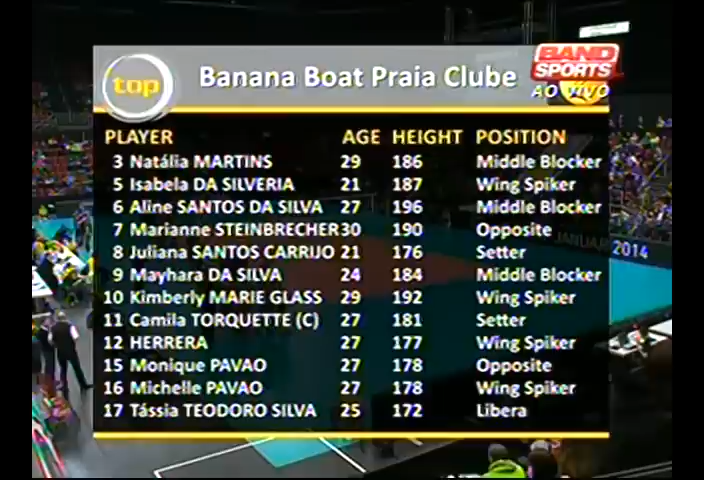 top
Banana Boat Praia Clube
BAND
SPORTS
AO VIVO
PLAYER AGE HEIGHT POSITION
3 Natália MARTINS 29 186 Middle Blocker
5 Isabela DA SILVERIA 21 187 Wing Spiker
6 Aline SANTOS DA SILVA 27 196 Middle Blocker
7 Marianne STEINBRECHER 30 190 Opposite
8 Juliana SANTOS CARRIJO 21 176 Setter
9 Mayhara DA SILVA 24 184 Middle Blocker
10 Kimberly MARIE GLASS 29 192 Wing Spiker
11 Camila TORQUETTE (C) 27 181 Setter
12 HERRERA 27 177 Wing Spiker
15 Monique PAVAO 27 178 Opposite
16 Michelle PAVAO 27 178 Wing Spiker
17 Tássia TEODORO SILVA 25 172 Libera
JANUAR 2014